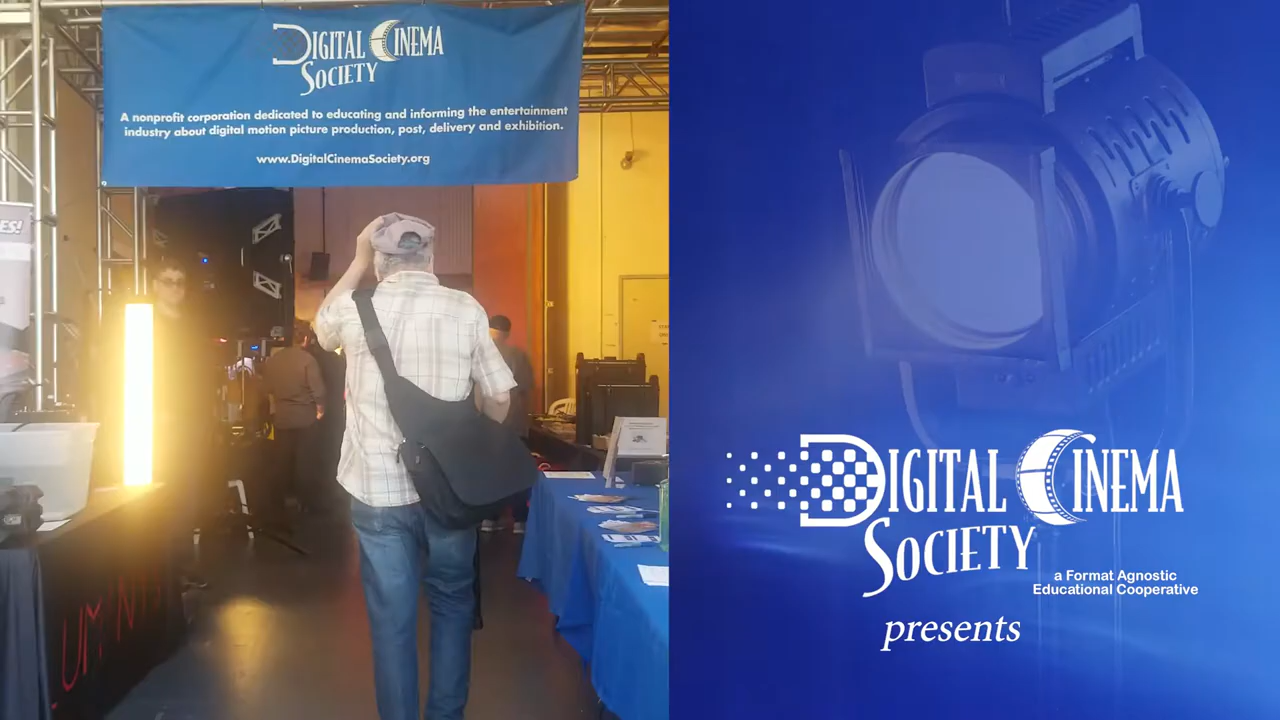 DIGITAL CINEMA
SOCIETY
A nonprofit corporation dedicated to educating and informing the entertainment
industry about digital motion picture production, post, delivery and exhibition.
www.DigitalCinemaSociety.org
DIGITAL CINEMA
SOCIETY
a Format Agnostic
Educational Cooperative
presents